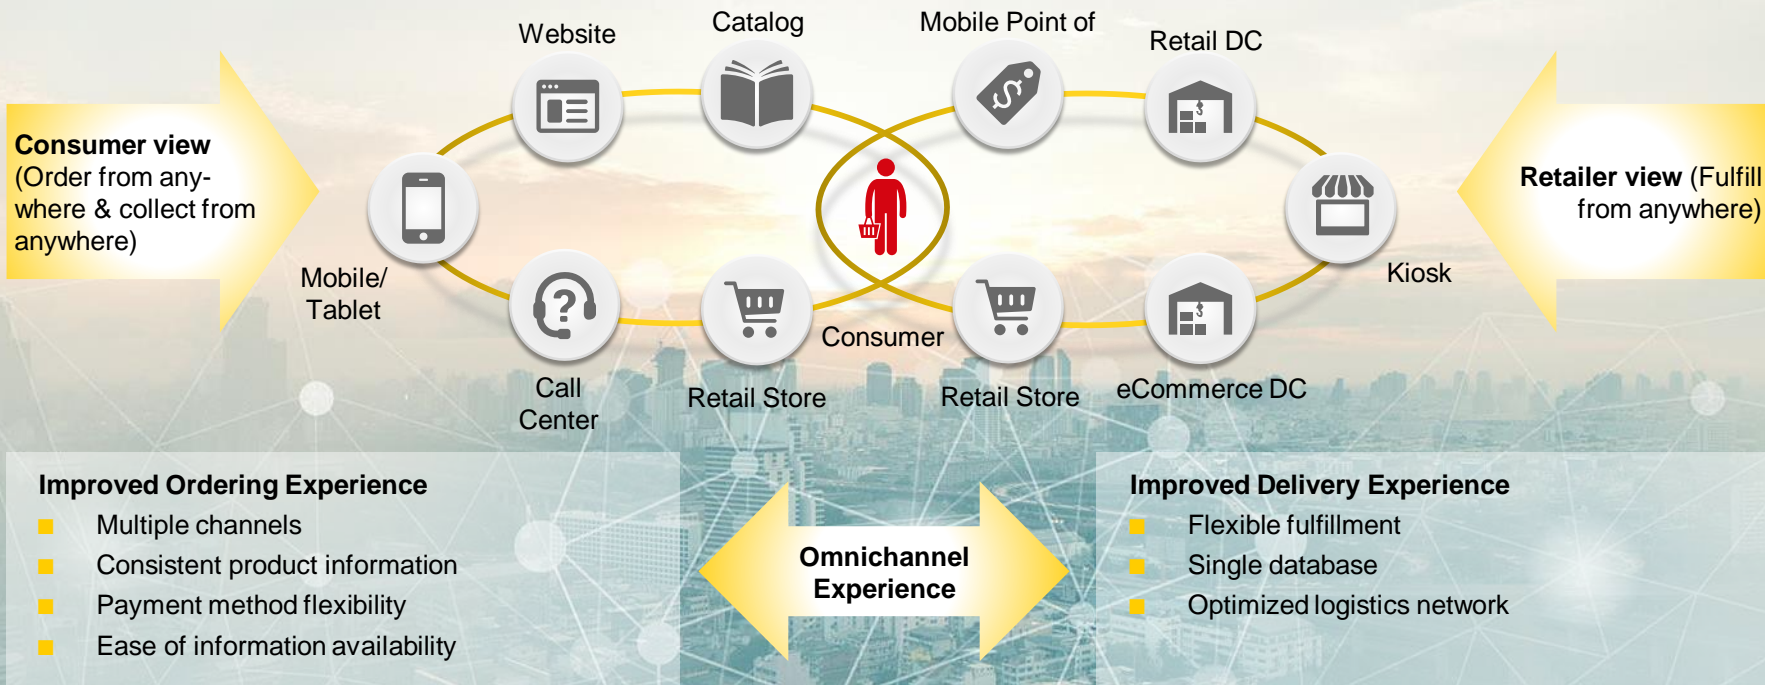 Website
Catalog
Mobile Point of
Retail DC
Consumer view
(Order from any-
where & collect from
anywhere)
Retailer view (Fulfill
from anywhere)
Mobile/
Tablet
Kiosk
Consumer
Call
Center
Retail Store
Retail Store
eCommerce DC
Improved Ordering Experience
Multiple channels
Consistent product information
Payment method flexibility
Ease of information availability
Omnichannel
Experience
Improved Delivery Experience
Flexible fulfillment
Single database
Optimized logistics network